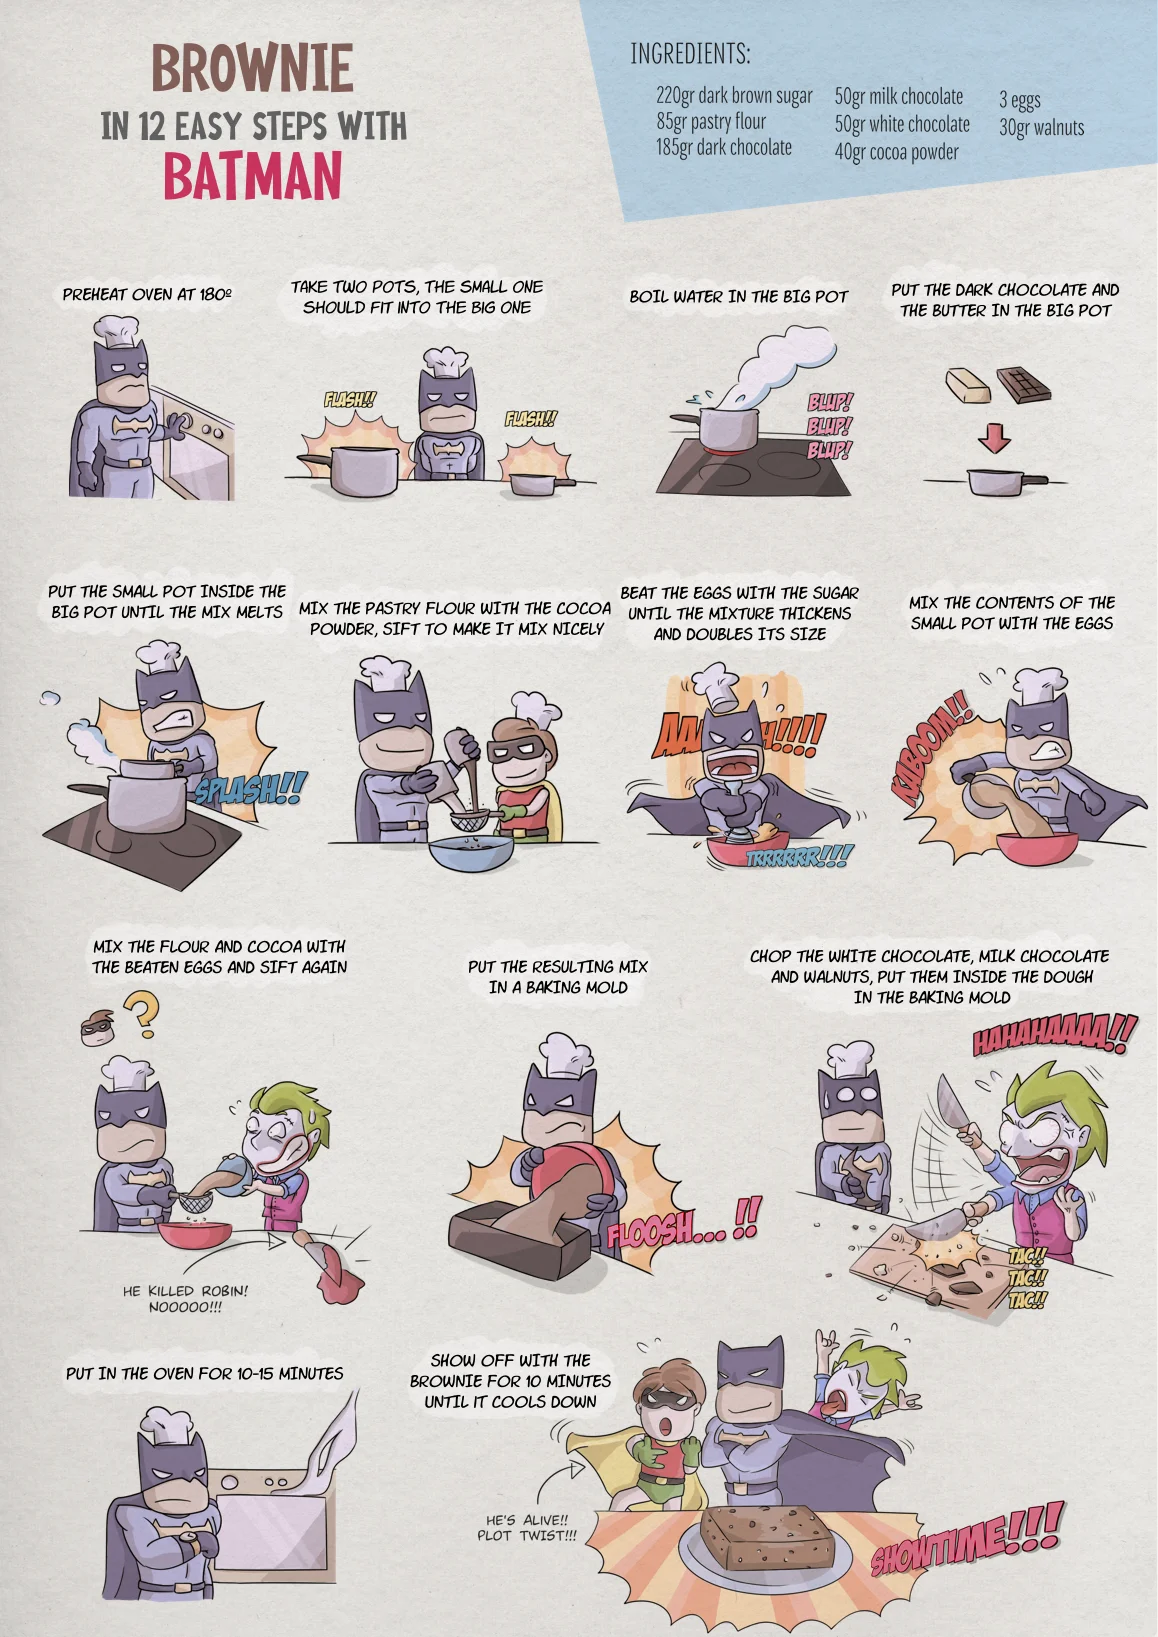 BROWNIE
IN 12 EASY STEPS WITH
BATMAN
INGREDIENTS:
220gr dark brown sugar
85gr pastry flour
185gr dark chocolate
50gr milk chocolate
50gr white chocolate
40gr cocoa powder
3 eggs
30gr walnuts
PREHEAT OVEN AT 180º
TAKE TWO POTS, THE SMALL ONE
SHOULD FIT INTO THE BIG ONE
FLASH!!
FLASH!!
BOIL WATER IN THE BIG POT
BLUP!
BLUP!
BLUP!
PUT THE DARK CHOCOLATE AND
THE BUTTER IN THE BIG POT
PUT THE SMALL POT INSIDE THE
BIG POT UNTIL THE MIX MELTS
SPLASH!!
MIX THE PASTRY FLOUR WITH THE COCOA
POWDER, SIFT TO MAKE IT MIX NICELY
BEAT THE EGGS WITH THE SUGAR
UNTIL THE MIXTURE THICKENS
AND DOUBLES ITS SIZE
TRRRRRR!!!
MIX THE CONTENTS OF THE
SMALL POT WITH THE EGGS
KABOOM!!
MIX THE FLOUR AND COCOA WITH
THE BEATEN EGGS AND SIFT AGAIN
?
HE KILLED ROBIN!
NOOOOO!!!
PUT THE RESULTING MIX
IN A BAKING MOLD
FLOOSH... !!
CHOP THE WHITE CHOCOLATE, MILK CHOCOLATE
AND WALNUTS, PUT THEM INSIDE THE DOUGH
IN THE BAKING MOLD
HAHAHAAAA!!
TAC!!
TAC!!
TAC!!
PUT IN THE OVEN FOR 10-15 MINUTES
SHOW OFF WITH THE
BROWNIE FOR 10 MINUTES
UNTIL IT COOLS DOWN
HE'S ALIVE!!
PLOT TWIST!!!
SHOWTIME!!!